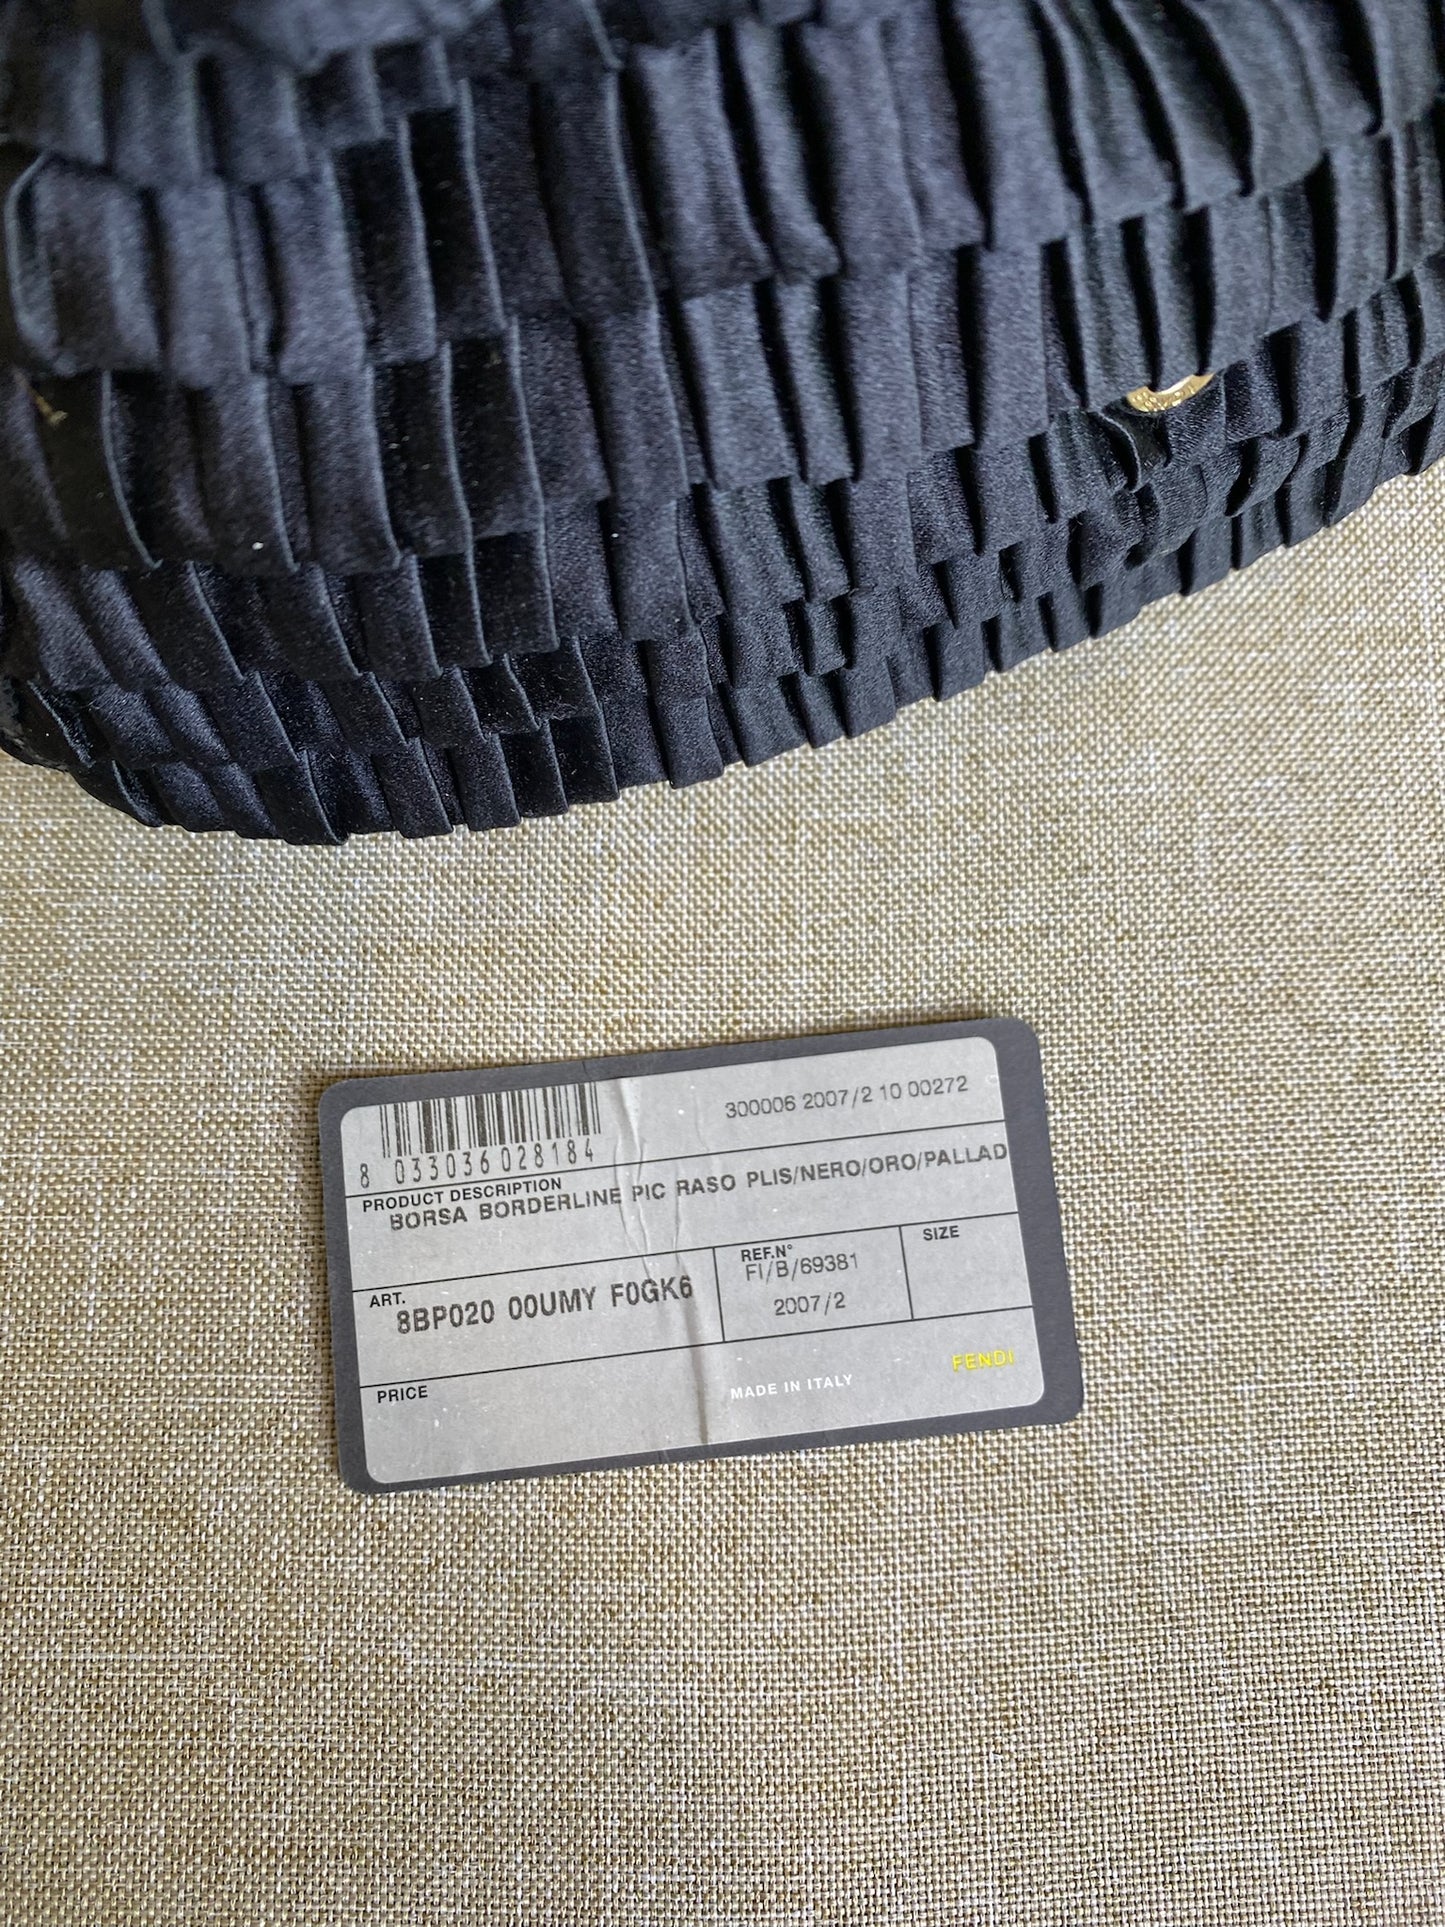 300006 2007/2 10 00272
8 033036 028184
PRODUCT DESCRIPTION
BORSA BORDERLINE PIC RASO PLIS/NERO/ORO/PALLAD
ART.
8BP020 00UMY F0GK6
REF.N°
FI/B/69381
2007/2
SIZE
PRICE
MADE IN ITALY
FENDI